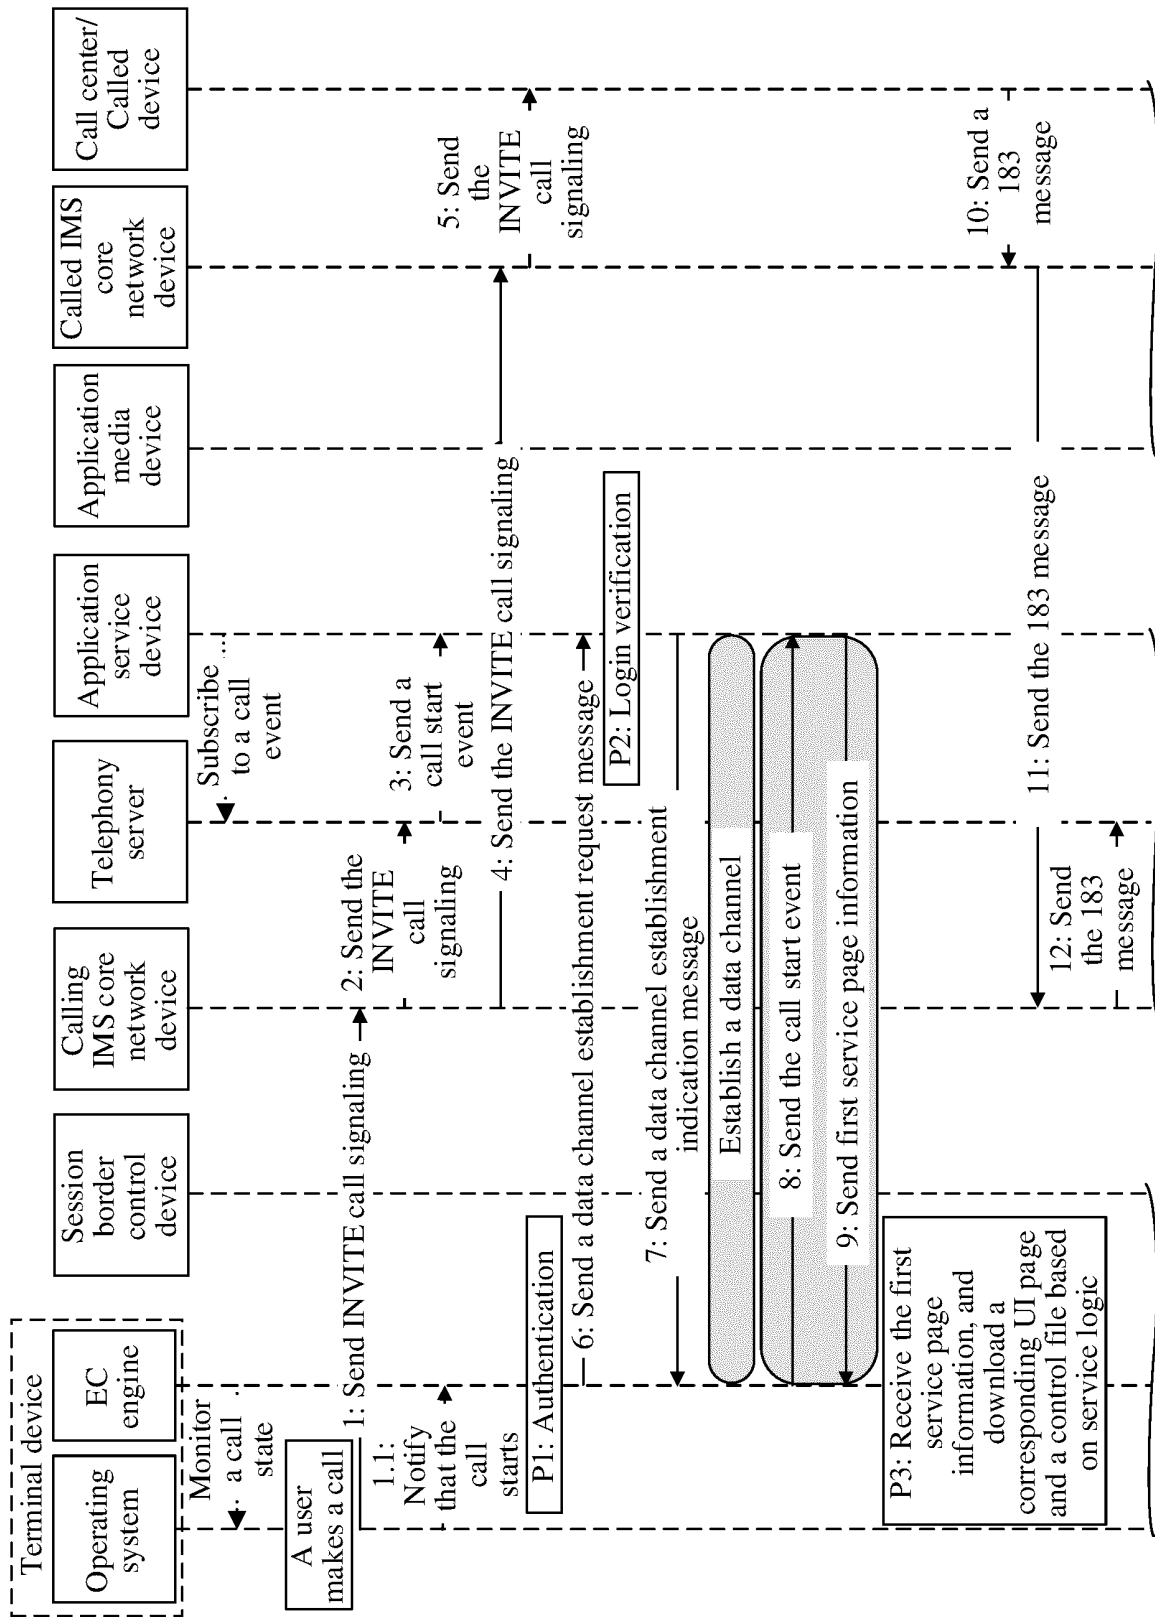 Terminal device
Operating
system
EC
engine
Session
border
control
device
Calling
IMS core
network
device
Telephony
server
Application
service
device
Application
media
device
Called IMS
core
network
device
Call center/
Called
device
Monitor
a call
state
Subscribe
to a call
event
A user
makes a call
1: Send INVITE call signaling
2: Send the
INVITE
call
signaling
1.1:
Notify
that the
call
starts
3: Send a
call start
event
4: Send the INVITE call signaling
5: Send
the
INVITE
call
signaling
P1: Authentication
6: Send a data channel establishment request message
P2: Login verification
7: Send a data channel establishment
indication message
Establish a data channel
8: Send the call start event
9: Send first service page information
P3: Receive the first
service page
information, and
download a
corresponding UI page
and a control file based
on service logic
10: Send a
183
message
11: Send the 183 message
12: Send
the 183
message